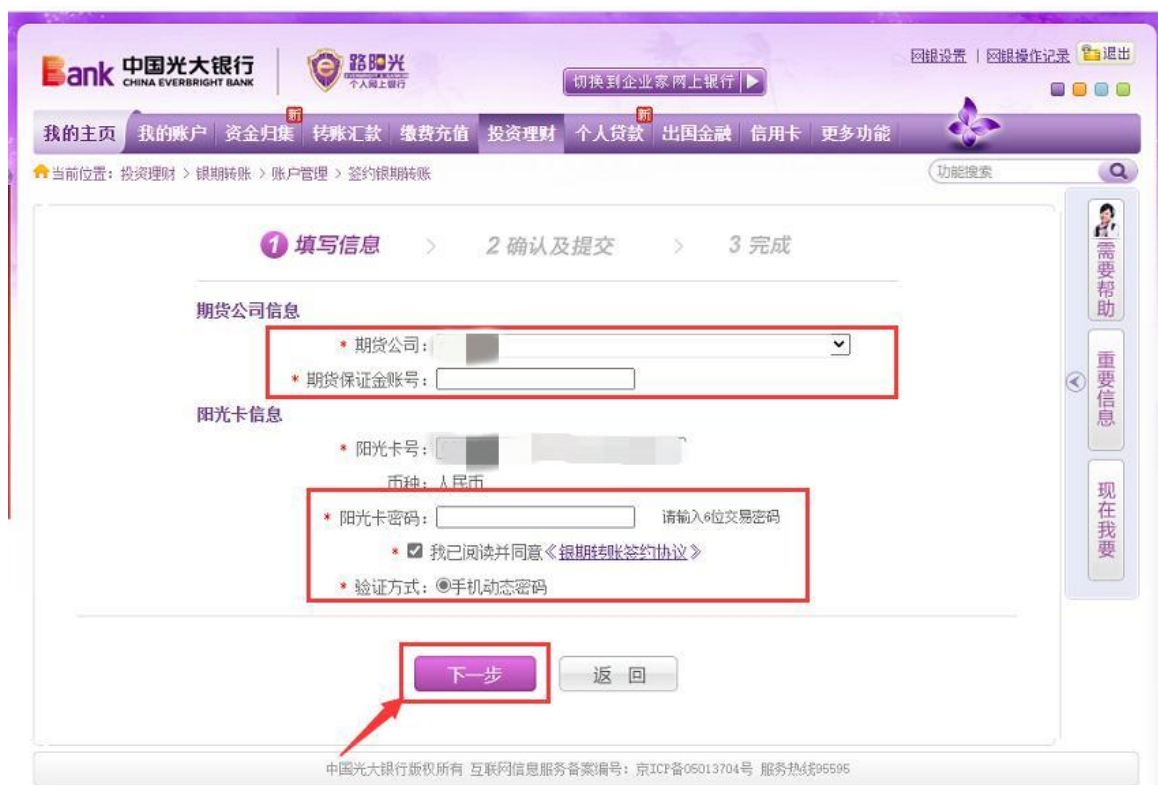 Bank 中国光大银行 CHINA EVERBRIGHT BANK
路阳光 个人网上银行
切换到企业家网上银行
网银设置 | 网银操作记录 退出
我的主页 我的账户 资金归集 新 转账汇款 缴费充值 投资理财 个人贷款 新 出国金融 信用卡 更多功能
当前位置：投资理财 > 银期转账 > 账户管理 > 签约银期转账
功能搜索
1 填写信息 > 2 确认及提交 > 3 完成
期货公司信息
* 期货公司：
* 期货保证金账号：
阳光卡信息
* 阳光卡号：
币种：人民币
* 阳光卡密码： 请输入6位交易密码
* 我已阅读并同意《银期转账签约协议》
* 验证方式：手机动态密码
下一步 返 回
需要帮助
重要信息
现在我要
中国光大银行版权所有 互联网信息服务备案编号：京ICP备05013704号 服务热线95595